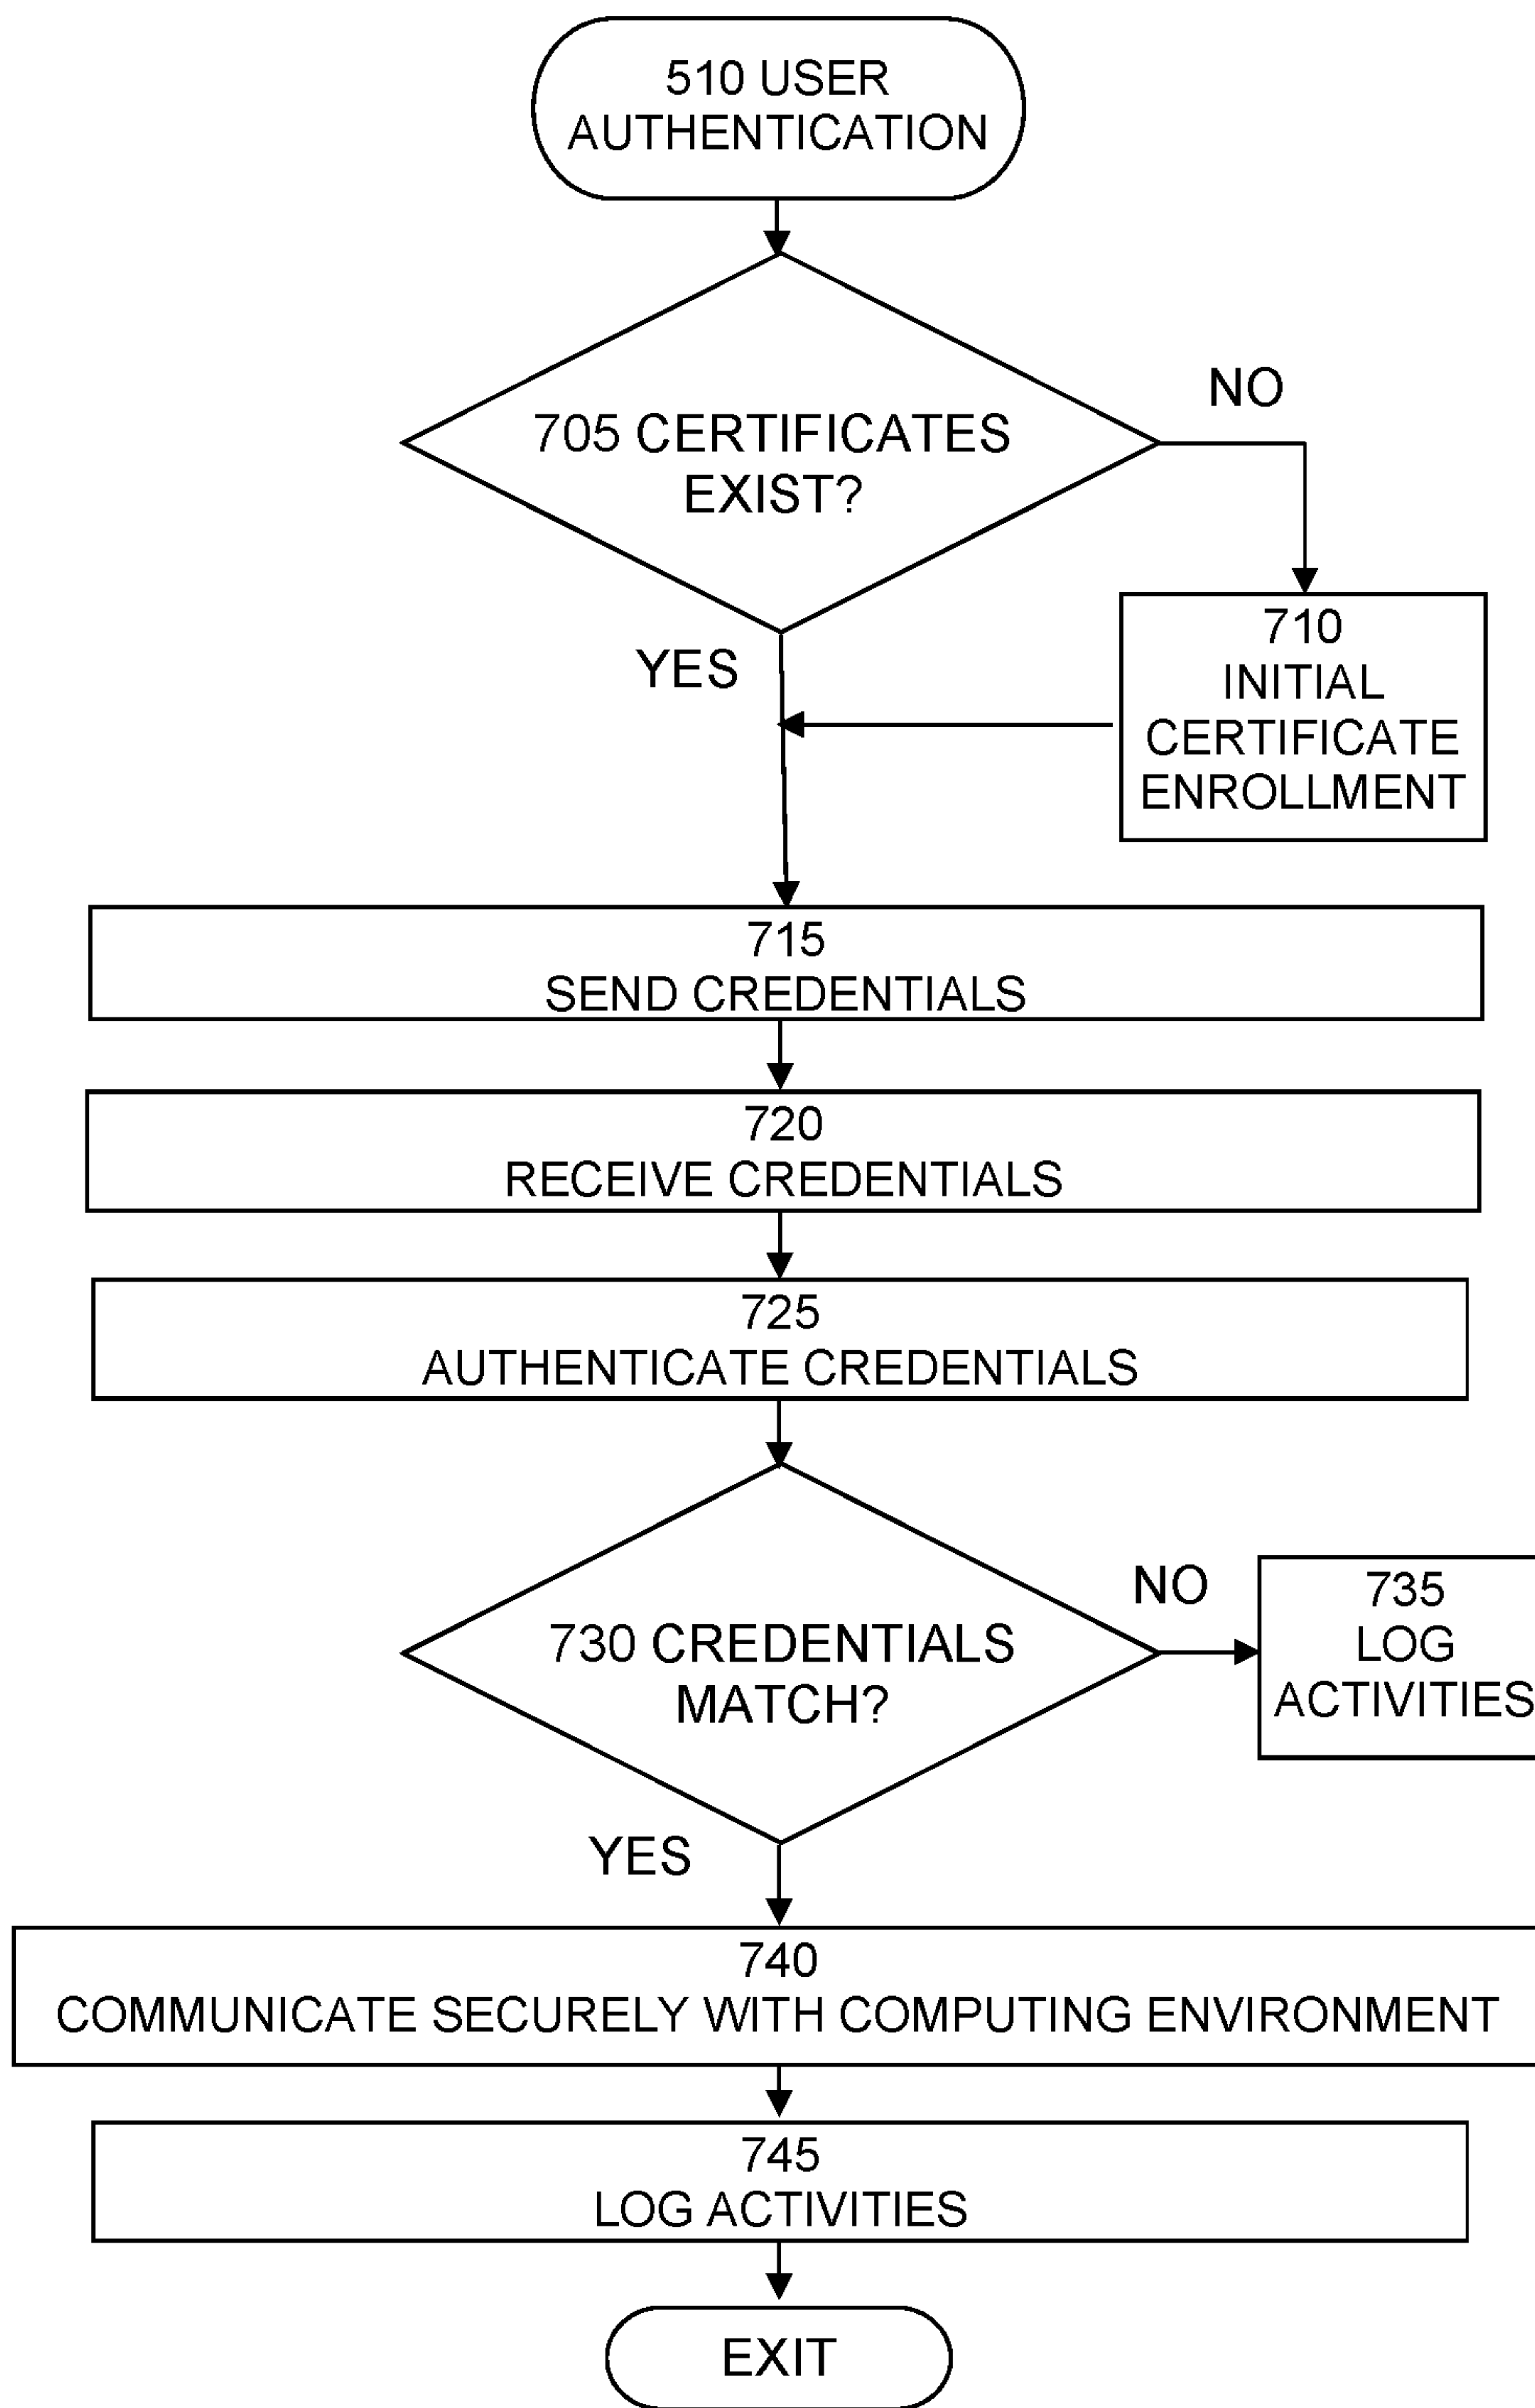 510 USER
AUTHENTICATION
705 CERTIFICATES
EXIST?
NO
710
INITIAL
CERTIFICATE
ENROLLMENT
YES
715
SEND CREDENTIALS
720
RECEIVE CREDENTIALS
725
AUTHENTICATE CREDENTIALS
730 CREDENTIALS
MATCH?
NO
735
LOG
ACTIVITIES
YES
740
COMMUNICATE SECURELY WITH COMPUTING ENVIRONMENT
745
LOG ACTIVITIES
EXIT